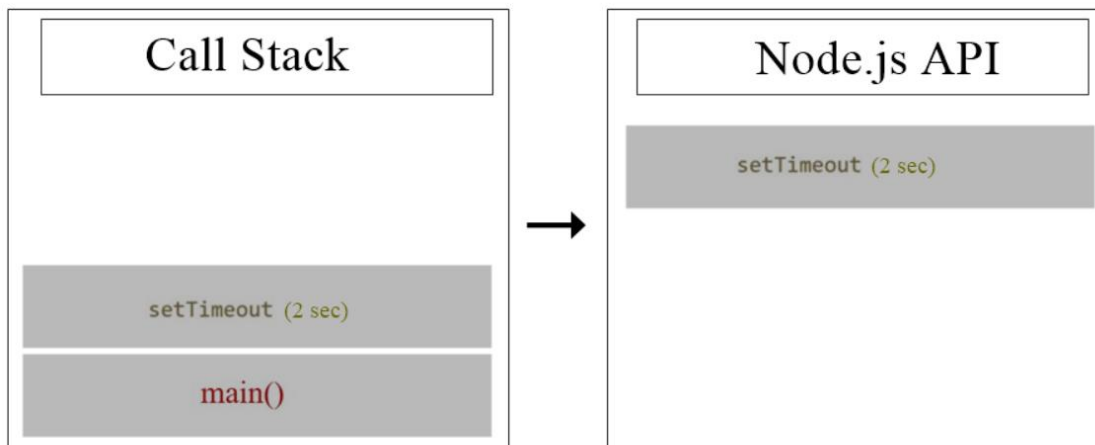 Call Stack
Node.js API
setTimeout (2 sec)
setTimeout (2 sec)
main()